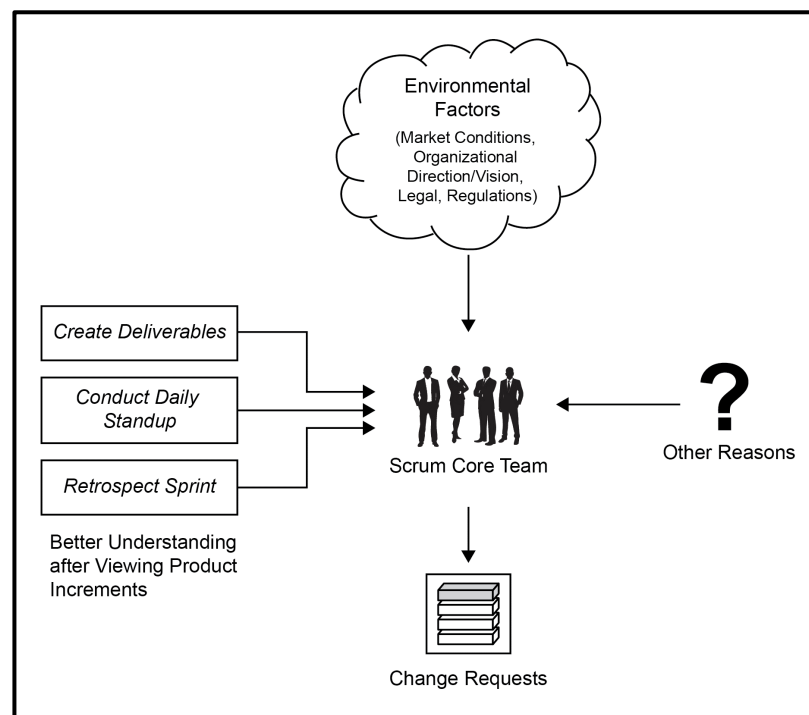 Environmental
Factors
(Market Conditions,
Organizational
Direction/Vision,
Legal, Regulations)
Create Deliverables
Conduct Daily
Standup
Retrospect Sprint
Better Understanding
after Viewing Product
Increments
Scrum Core Team
?
Other Reasons
Change Requests